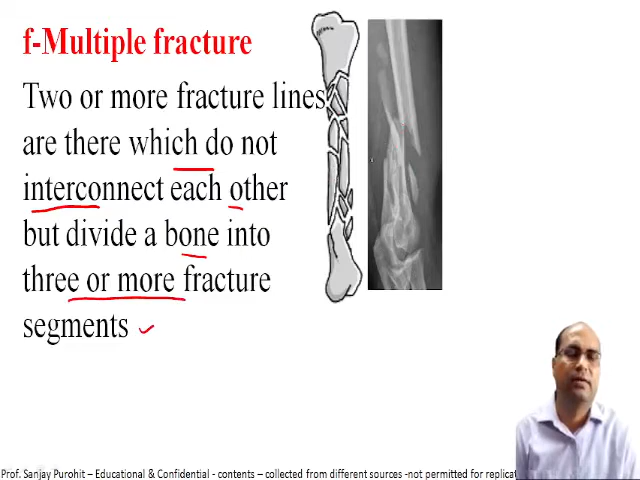 f-Multiple fracture
Two or more fracture lines
are there which do not
interconnect each other
but divide a bone into
three or more fracture
segments
Prof. Sanjay Purohit – Educational & Confidential - contents – collected from different sources -not permitted for replicat